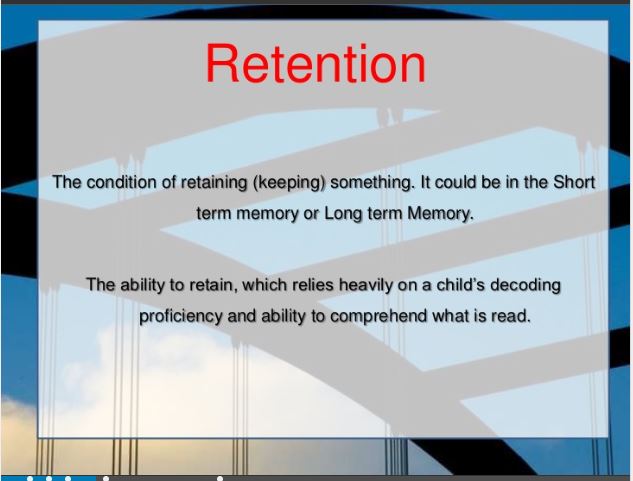 Retention
The condition of retaining (keeping) something. It could be in the Short
term memory or Long term Memory.
The ability to retain, which relies heavily on a child’s decoding
proficiency and ability to comprehend what is read.